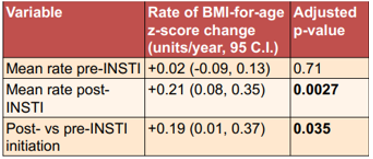 Variable Rate of BMI-for-age Adjusted
z-score change p-value
(units/year, 95 C.I.)
Mean rate pre-INSTI +0.02 (-0.09, 0.13) 0.71
Mean rate post- +0.21 (0.08, 0.35) 0.0027
INSTI
Post- vs pre-INSTI +0.19 (0.01, 0.37) 0.035
initiation